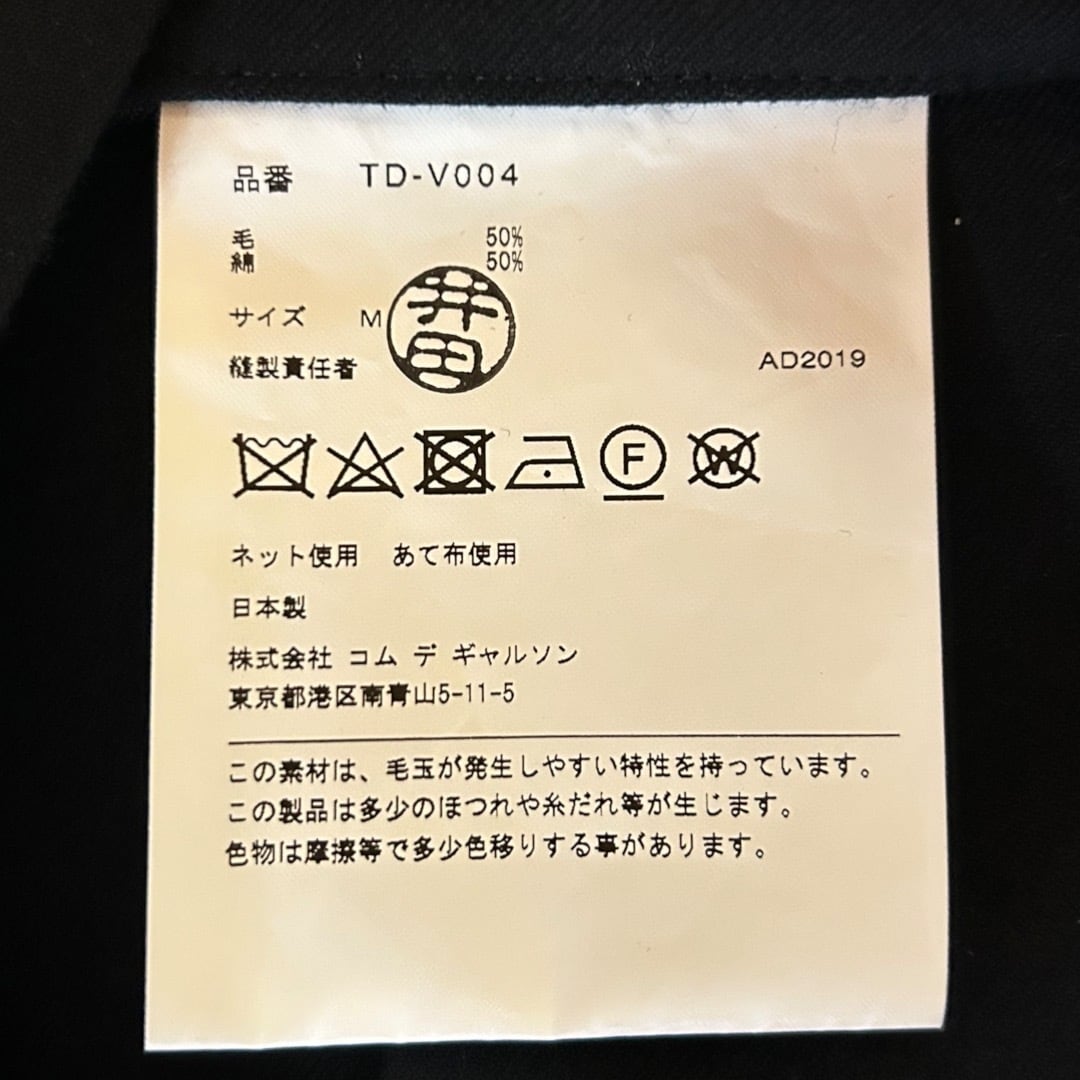 品番 TD-V004
毛 50%
綿 50%
サイズ M
井田
縫製責任者
AD2019
F
W
ネット使用 あて布使用
日本製
株式会社 コム デ ギャルソン
東京都港区南青山5-11-5
この素材は、毛玉が発生しやすい特性を持っています。
この製品は多少のほつれや糸だれ等が生じます。
色物は摩擦等で多少色移りする事があります。